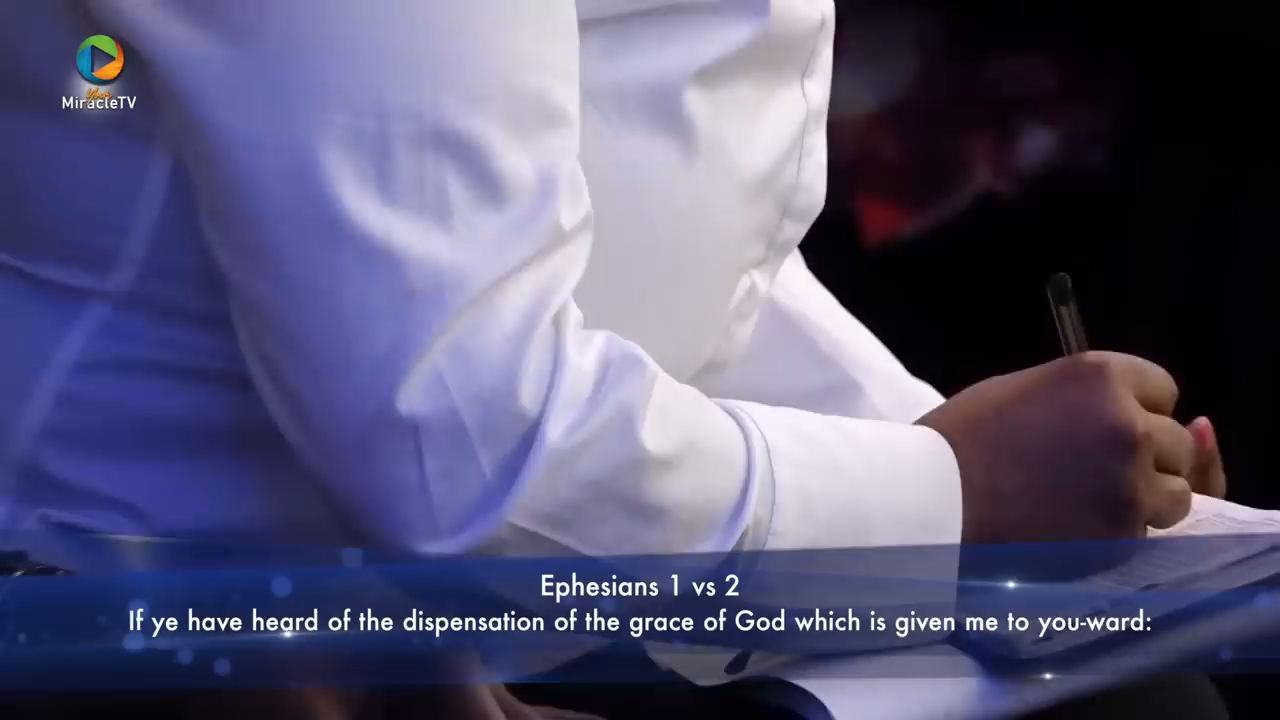 Your
MiracleTV
Ephesians 1 vs 2
If ye have heard of the dispensation of the grace of God which is given me to you-ward: